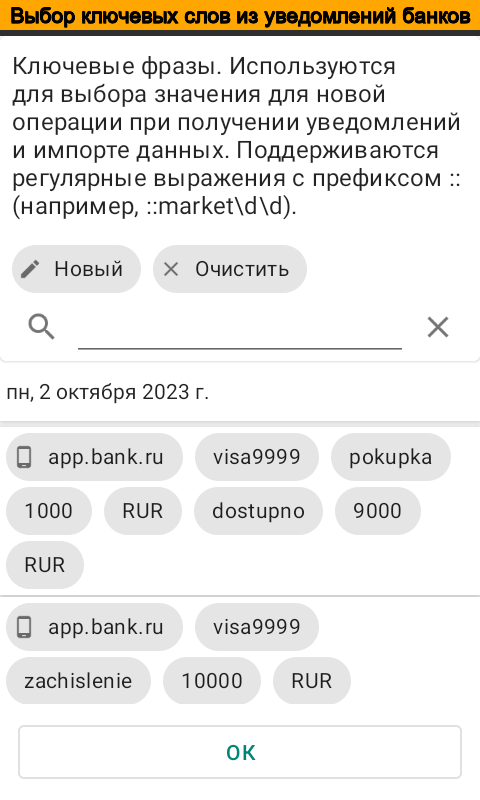 Выбор ключевых слов из уведомлений банков
Ключевые фразы. Используются
для выбора значения для новой
операции при получении уведомлений
и импорте данных. Поддерживаются
регулярные выражения с префиксом ::
(например, ::market\d\d).
Новый Очистить
пн, 2 октября 2023 г.
app.bank.ru visa9999 pokupka
1000 RUR dostupno 9000
RUR
app.bank.ru visa9999
zachislenie 10000 RUR
ОК